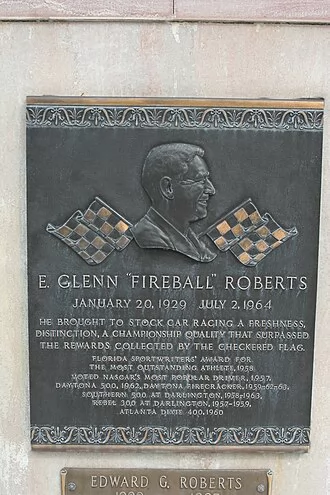 E. GLENN "FIREBALL" ROBERTS
JANUARY 20, 1929 JULY 2, 1964
HE BROUGHT TO STOCK CAR RACING A FRESHNESS,
DISTINCTION, A CHAMPIONSHIP QUALITY THAT SURPASSED
THE REWARDS COLLECTED BY THE CHECKERED FLAG.
FLORIDA SPORTWRITERS' AWARD FOR
THE MOST OUTSTANDING ATHLETE, 1958.
VOTED NASCAR'S MOST POPULAR DRIVER, 1957.
DAYTONA 500, 1962, DAYTONA FIRECRACKER, 1959-62-63.
SOUTHERN 500 AT DARLINGTON, 1958-1963.
REBEL 300 AT DARLINGTON, 1957-1959.
ATLANTA DIXIE 400, 1960
EDWARD G. ROBERTS